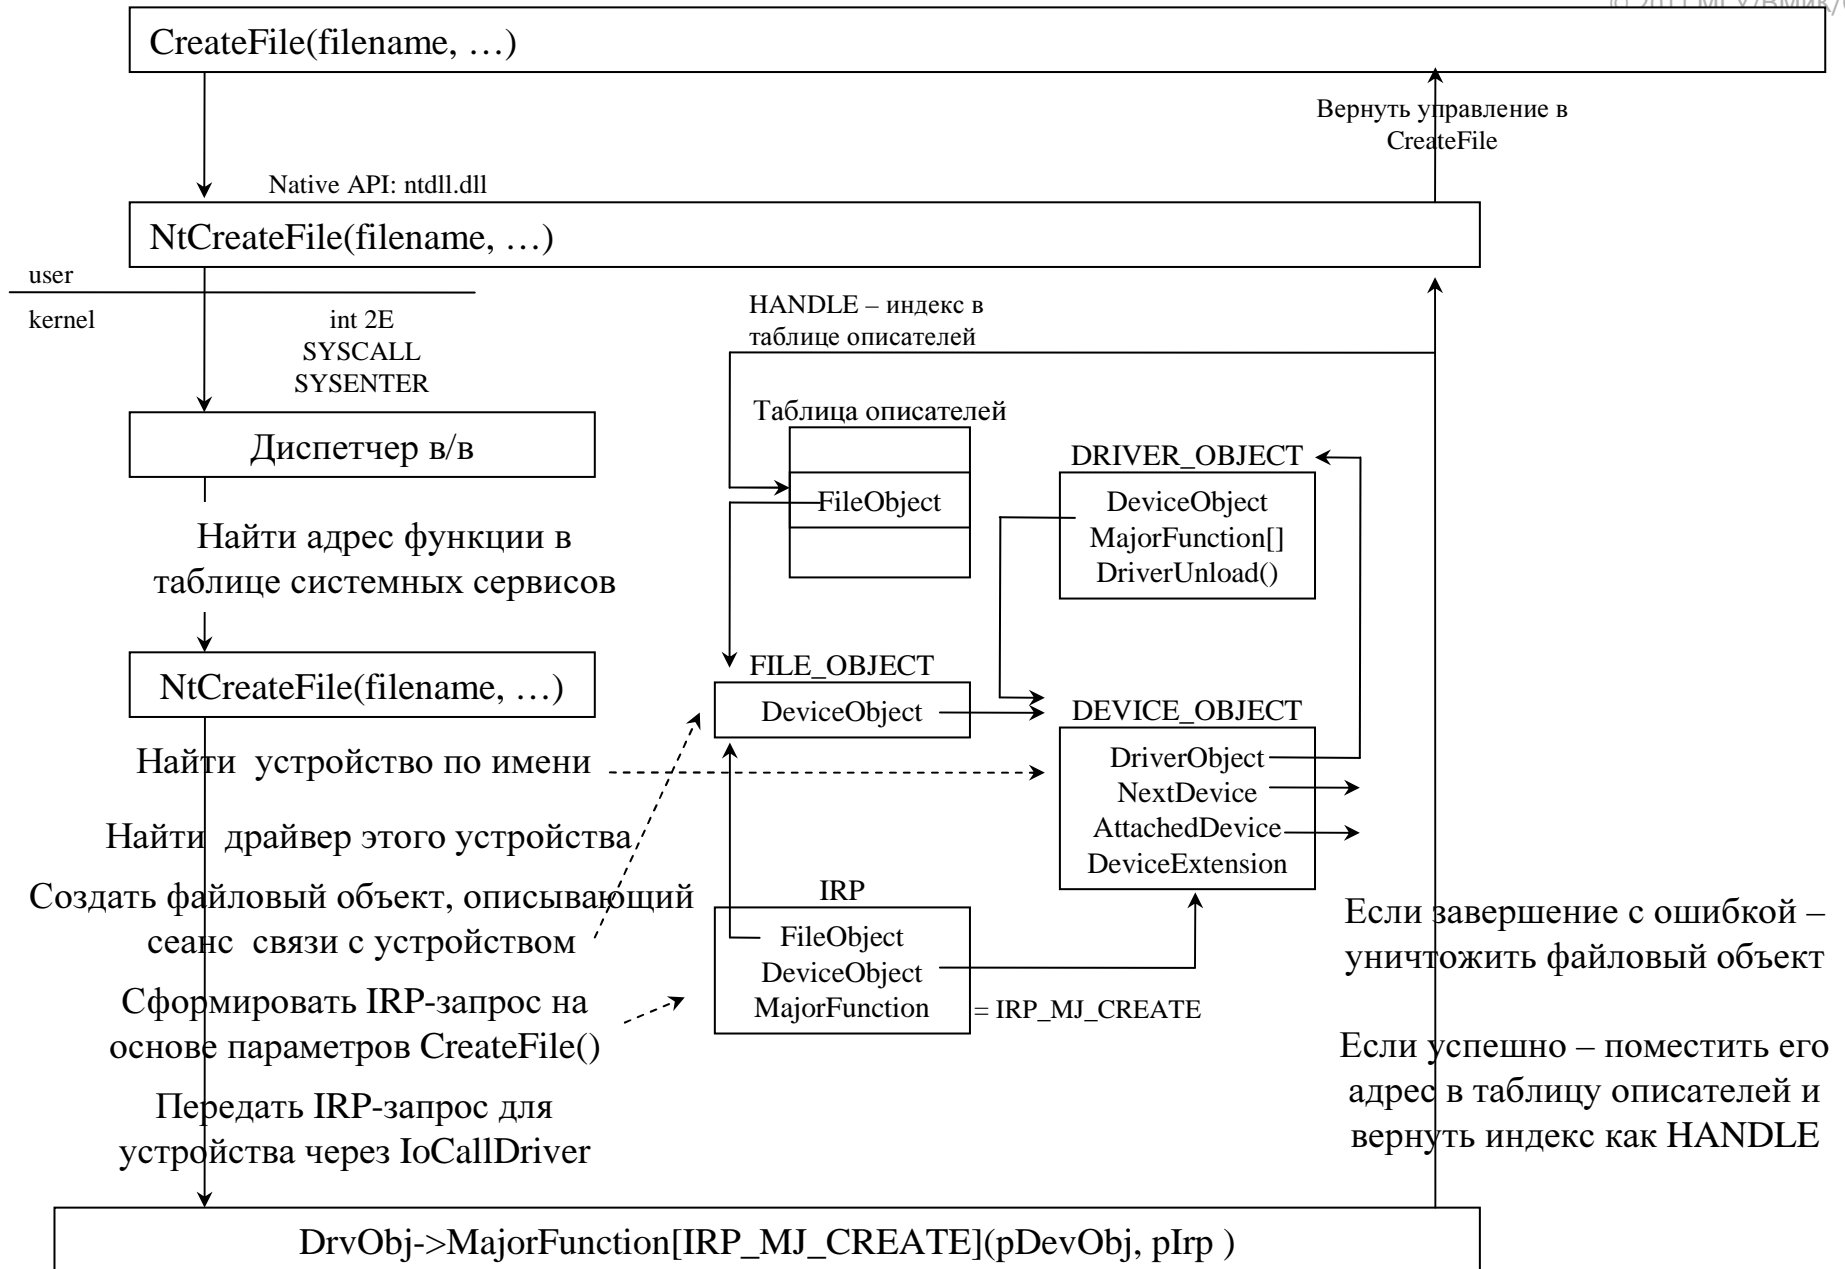 © 2011 МГУ/ВМиК/
CreateFile(filename, …)
Вернуть управление в
CreateFile
Native API: ntdll.dll
NtCreateFile(filename, …)
user
kernel
int 2E
SYSCALL
SYSENTER
HANDLE – индекс в
таблице описателей
Диспетчер в/в
Таблица описателей
FileObject
DRIVER_OBJECT
DeviceObject
MajorFunction[]
DriverUnload()
Найти адрес функции в
таблице системных сервисов
NtCreateFile(filename, …)
FILE_OBJECT
DeviceObject
DEVICE_OBJECT
DriverObject
NextDevice
AttachedDevice
DeviceExtension
Найти устройство по имени
Найти драйвер этого устройства
Создать файловый объект, описывающий
сеанс связи с устройством
IRP
FileObject
DeviceObject
MajorFunction
= IRP_MJ_CREATE
Сформировать IRP-запрос на
основе параметров CreateFile()
Передать IRP-запрос для
устройства через IoCallDriver
Если завершение с ошибкой –
уничтожить файловый объект
Если успешно – поместить его
адрес в таблицу описателей и
вернуть индекс как HANDLE
DrvObj->MajorFunction[IRP_MJ_CREATE](pDevObj, pIrp )